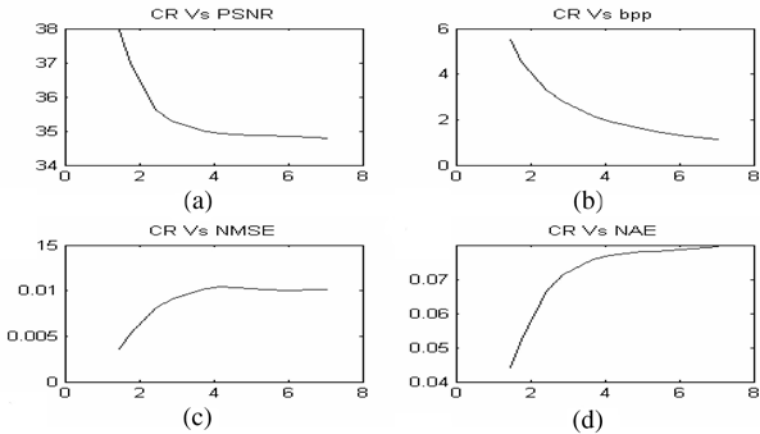 CR Vs PSNR
38
37
36
35
34
0 2 4 6 8
(a)
CR Vs bpp
6
4
2
0
0 2 4 6 8
(b)
CR Vs NMSE
15
0.01
0.005
0
0 2 4 6 8
(c)
CR Vs NAE
0.07
0.06
0.05
0.04
0 2 4 6 8
(d)